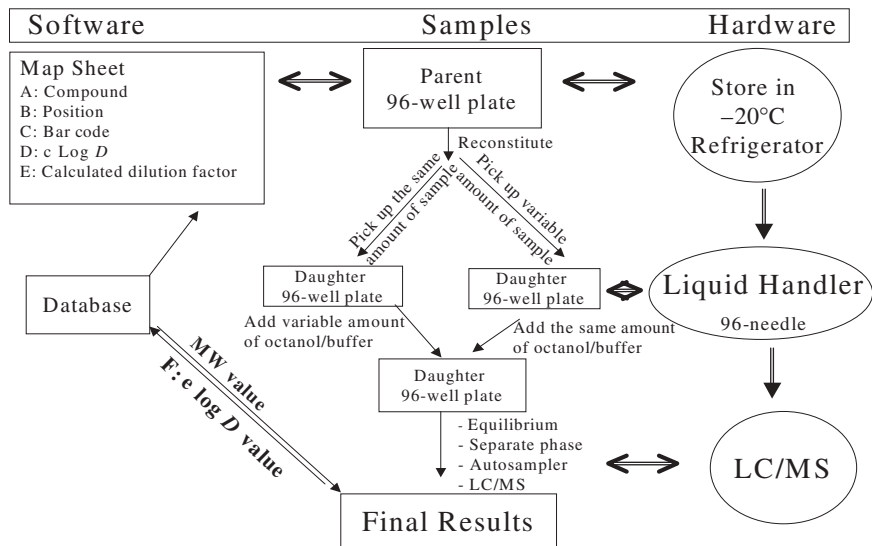 Software Samples Hardware
Map Sheet
A: Compound
B: Position
C: Bar code
D: c Log D
E: Calculated dilution factor
Parent
96-well plate
Store in
–20°C
Refrigerator
Reconstitute
Pick up the same
amount of sample
Pick up variable
amount of sample
Database
Daughter
96-well plate
Daughter
96-well plate
Liquid Handler
96-needle
Add variable amount
of octanol/buffer
Add the same amount
of octanol/buffer
Daughter
96-well plate
MW value
F: e log D value
- Equilibrium
- Separate phase
- Autosampler
- LC/MS
LC/MS
Final Results